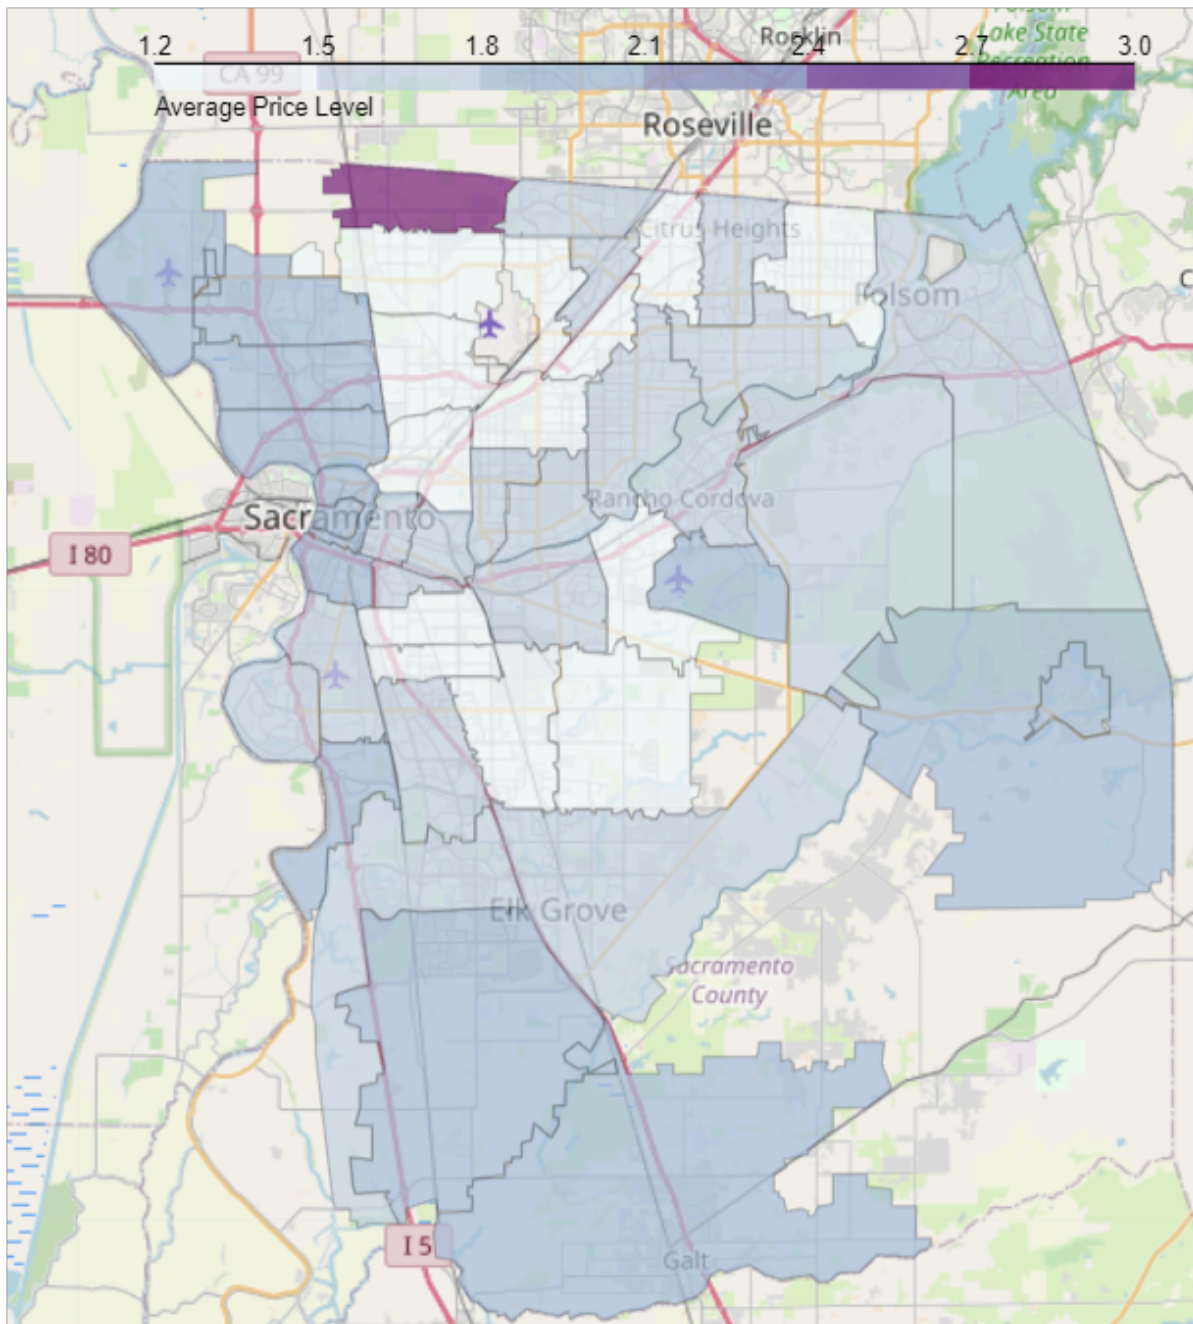 Folsom
Lake State
Recreation
Area
Rocklin
1.2 1.5 1.8 2.1 2.4 2.7 3.0
CA 99
Average Price Level
Roseville
Citrus Heights
Folsom
C
Rancho Cordova
Sacramento
I 80
Elk Grove
Sacramento
County
I 5
Galt